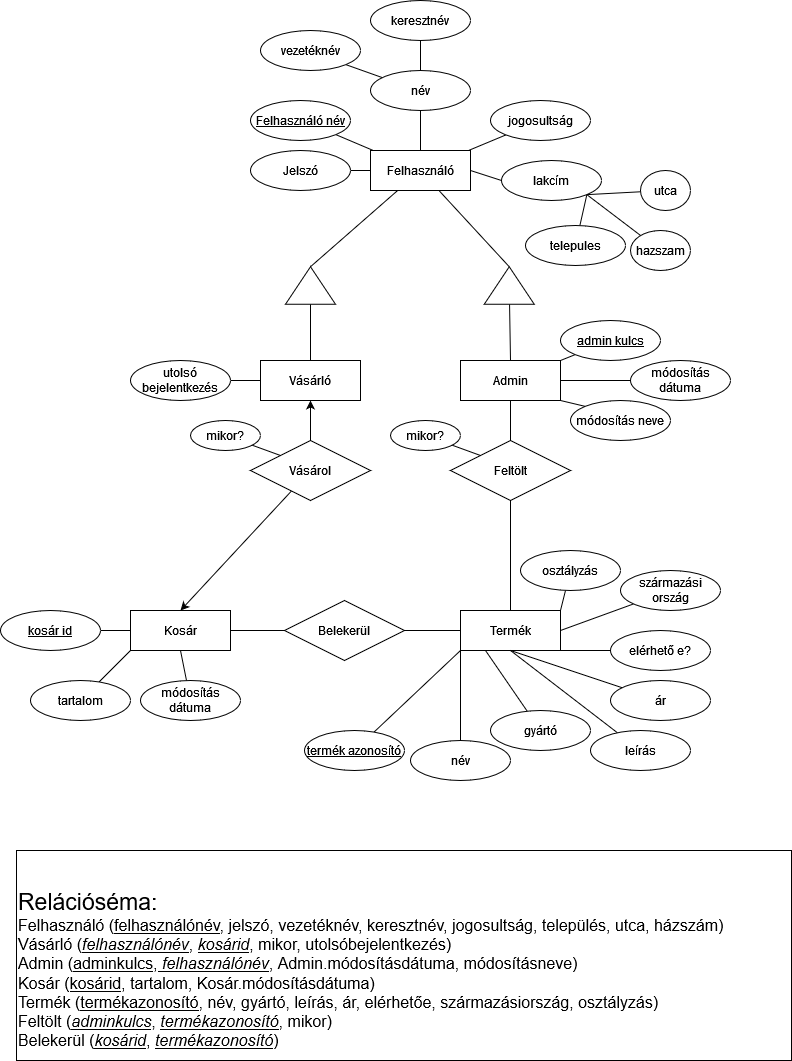 keresztnév
vezetéknév
név
Felhasználó név
jogosultság
Jelszó
Felhasználó
lakcím
utca
telepules
hazszam
admin kulcs
utolsó
bejelentkezés
Vásárló
Admin
módosítás
dátuma
módosítás neve
mikor?
mikor?
Vásárol
Feltölt
osztályzás
származási
ország
kosár id
Kosár
Belekerül
Termék
elérhető e?
tartalom
módosítás
dátuma
ár
gyártó
termék azonosító
név
leírás
Relációséma:
Felhasználó (felhasználónév, jelszó, vezetéknév, keresztnév, jogosultság, település, utca, házszám)
Vásárló (felhasználónév, kosárid, mikor, utolsóbejelentkezés)
Admin (adminkulcs, felhasználónév, Admin.módosításdátuma, módosításneve)
Kosár (kosárid, tartalom, Kosár.módosításdátuma)
Termék (termékazonosító, név, gyártó, leírás, ár, elérhetőe, származásiország, osztályzás)
Feltölt (adminkulcs, termékazonosító, mikor)
Belekerül (kosárid, termékazonosító)